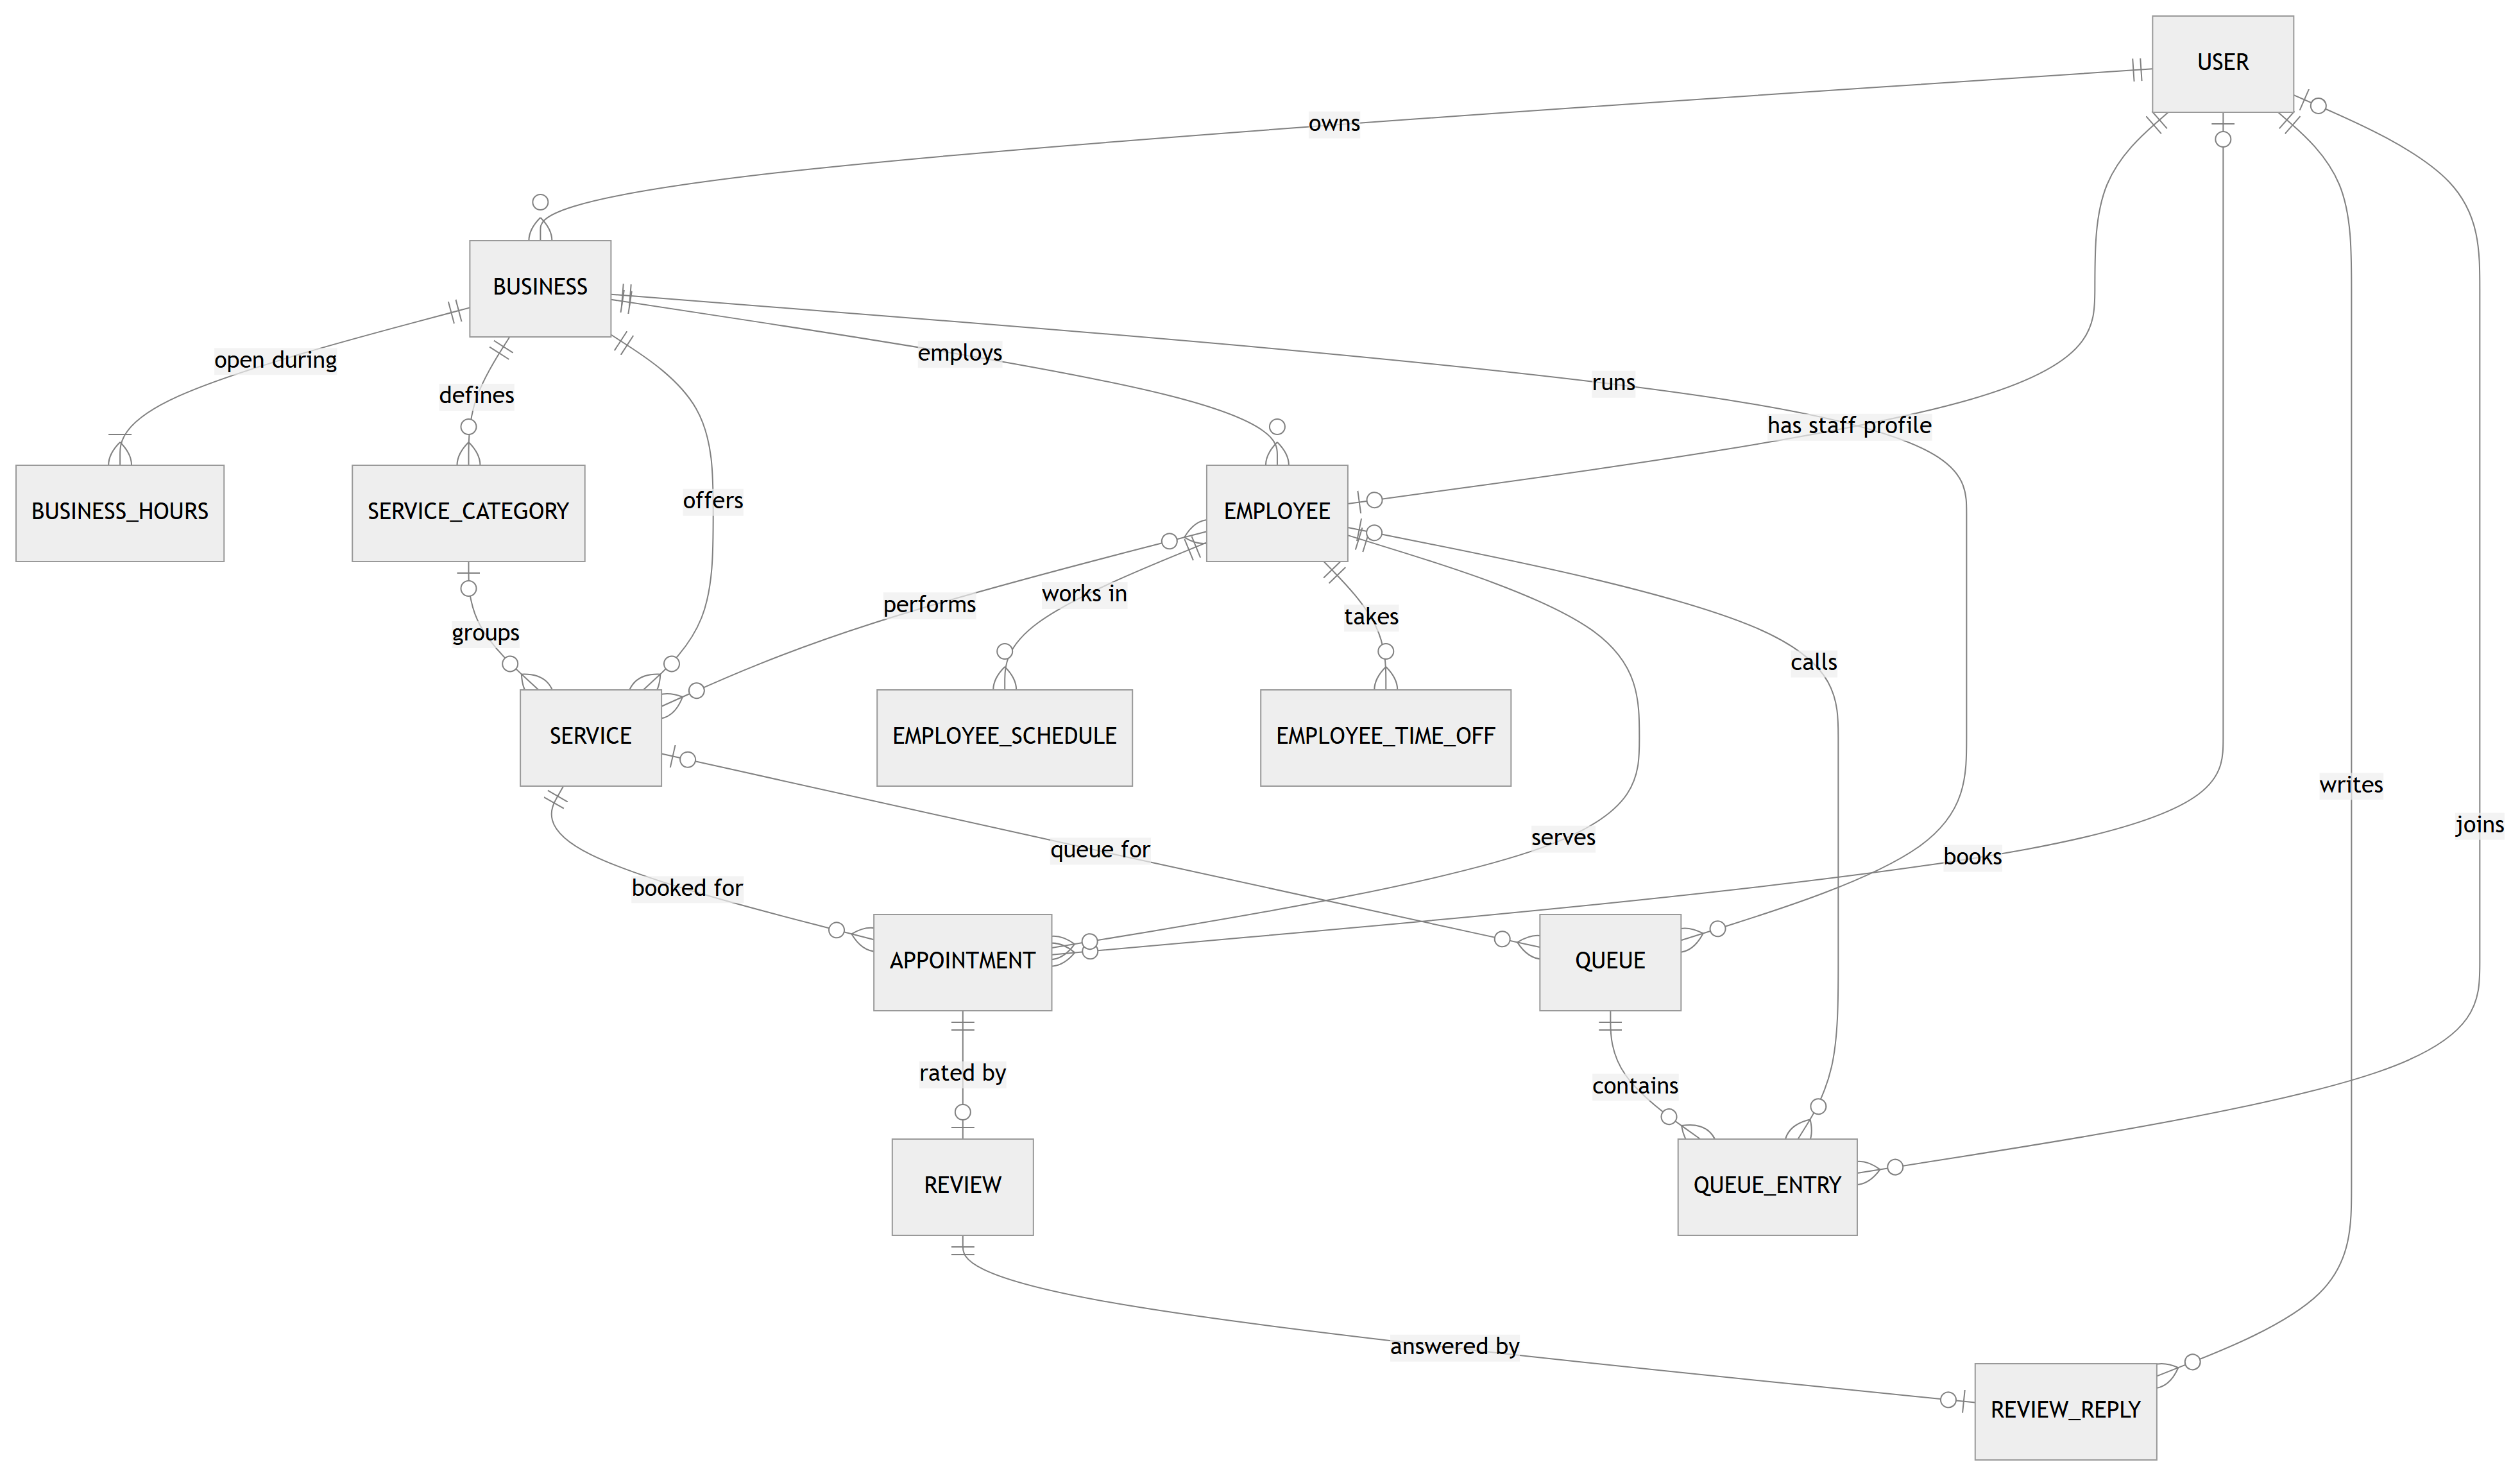 USER
owns
BUSINESS
open during
defines
employs
runs
has staff profile
offers
BUSINESS_HOURS
SERVICE_CATEGORY
EMPLOYEE
groups
performs
works in
takes
calls
SERVICE
EMPLOYEE_SCHEDULE
EMPLOYEE_TIME_OFF
writes
joins
booked for
queue for
serves
books
APPOINTMENT
QUEUE
rated by
contains
REVIEW
QUEUE_ENTRY
answered by
REVIEW_REPLY